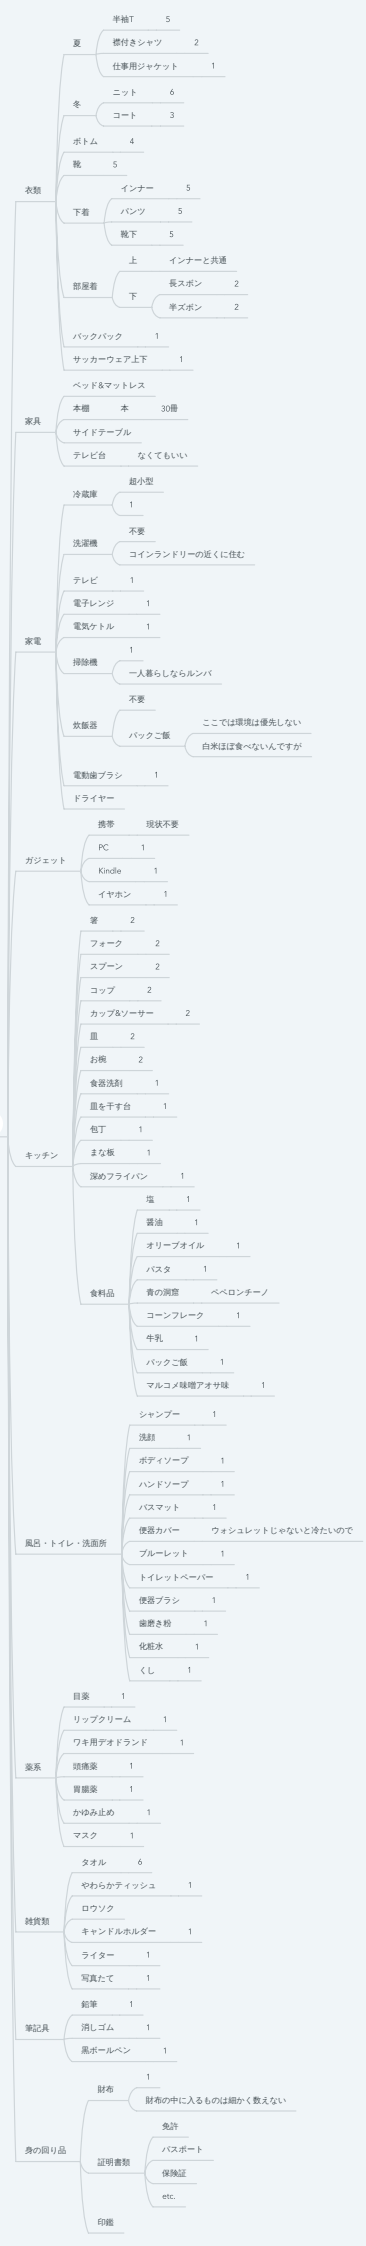 半袖T 5
夏
襟付きシャツ 2
仕事用ジャケット 1
ニット 6
冬
コート 3
ボトム 4
靴 5
衣類
インナー 5
下着
パンツ 5
靴下 5
上 インナーと共通
部屋着
長スボン 2
下
半ズボン 2
バックパック 1
サッカーウェア上下 1
ベッド&マットレス
本棚 本 30冊
家具
サイドテーブル
テレビ台 なくてもいい
超小型
冷蔵庫
1
不要
洗濯機
コインランドリーの近くに住む
テレビ 1
電子レンジ 1
電気ケトル 1
家電
1
掃除機
一人暮らしならルンバ
不要
炊飯器
ここでは環境は優先しない
パックご飯
白米ほぼ食べないんですが
電動歯ブラシ 1
ドライヤー
携帯 現状不要
PC 1
ガジェット
Kindle 1
イヤホン 1
箸 2
フォーク 2
スプーン 2
コップ 2
カップ&ソーサー 2
皿 2
お椀 2
食器洗剤 1
皿を干す台 1
包丁 1
まな板 1
キッチン
深めフライパン 1
塩 1
醤油 1
オリーブオイル 1
パスタ 1
食料品
青の洞窟 ペペロンチーノ
コーンフレーク 1
牛乳 1
パックご飯 1
マルコメ味噌アオサ味 1
シャンプー 1
洗顔 1
ボディソープ 1
ハンドソープ 1
バスマット 1
便器カバー ウォシュレットじゃないと冷たいので
風呂・トイレ・洗面所
ブルーレット 1
トイレットペーパー 1
便器ブラシ 1
歯磨き粉 1
化粧水 1
くし 1
目薬 1
リップクリーム 1
ワキ用デオドランド 1
薬系
頭痛薬 1
胃腸薬 1
かゆみ止め 1
マスク 1
タオル 6
やわらかティッシュ 1
ロウソク
雑貨類
キャンドルホルダー 1
ライター 1
写真たて 1
鉛筆 1
筆記具
消しゴム 1
黒ボールペン 1
1
財布
財布の中に入るものは細かく数えない
免許
身の回り品
パスポート
証明書類
保険証
etc.
印鑑